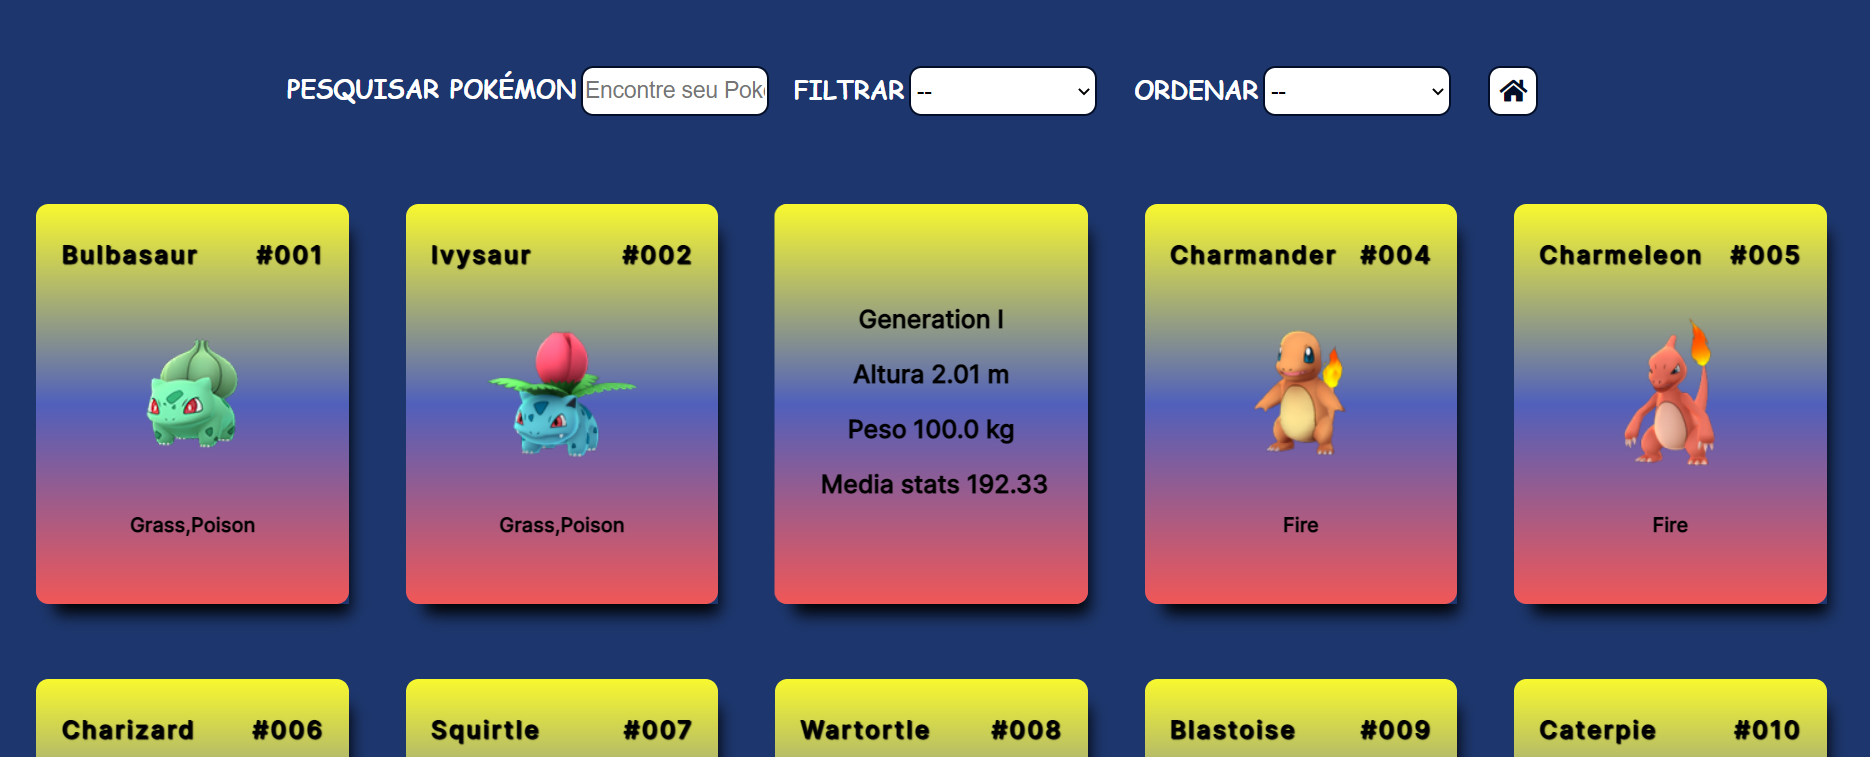 PESQUISAR POKÉMON Encontre seu Pok FILTRAR -- ORDENAR --
Bulbasaur #001
Grass,Poison
Ivysaur #002
Grass,Poison
Generation I
Altura 2.01 m
Peso 100.0 kg
Media stats 192.33
Charmander #004
Fire
Charmeleon #005
Fire
Charizard #006
Squirtle #007
Wartortle #008
Blastoise #009
Caterpie #010